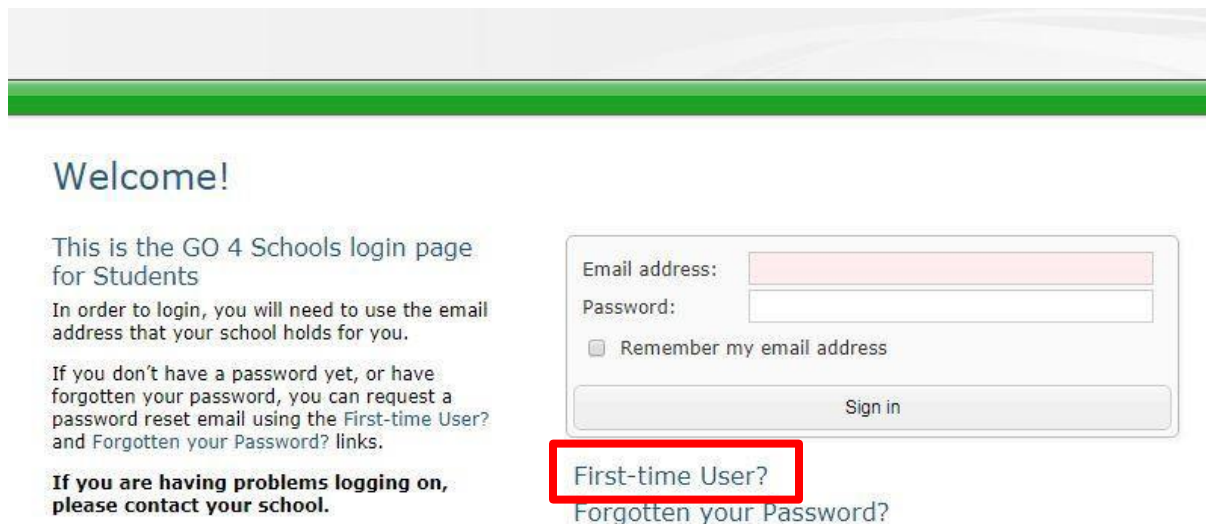 Welcome!
This is the GO 4 Schools login page
for Students
In order to login, you will need to use the email
address that your school holds for you.
If you don't have a password yet, or have
forgotten your password, you can request a
password reset email using the First-time User?
and Forgotten your Password? links.
If you are having problems logging on,
please contact your school.
Email address:
Password:
Remember my email address
Sign in
First-time User?
Forgotten your Password?